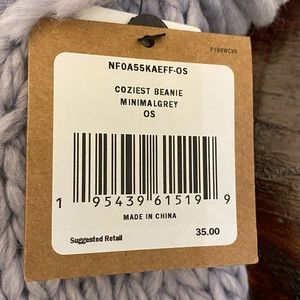 F19HWCVR
NF0A55KAEFF-OS
COZIEST BEANIE
MINIMALGREY
OS
1 95439 61519 9
MADE IN CHINA
Suggested Retail 35.00